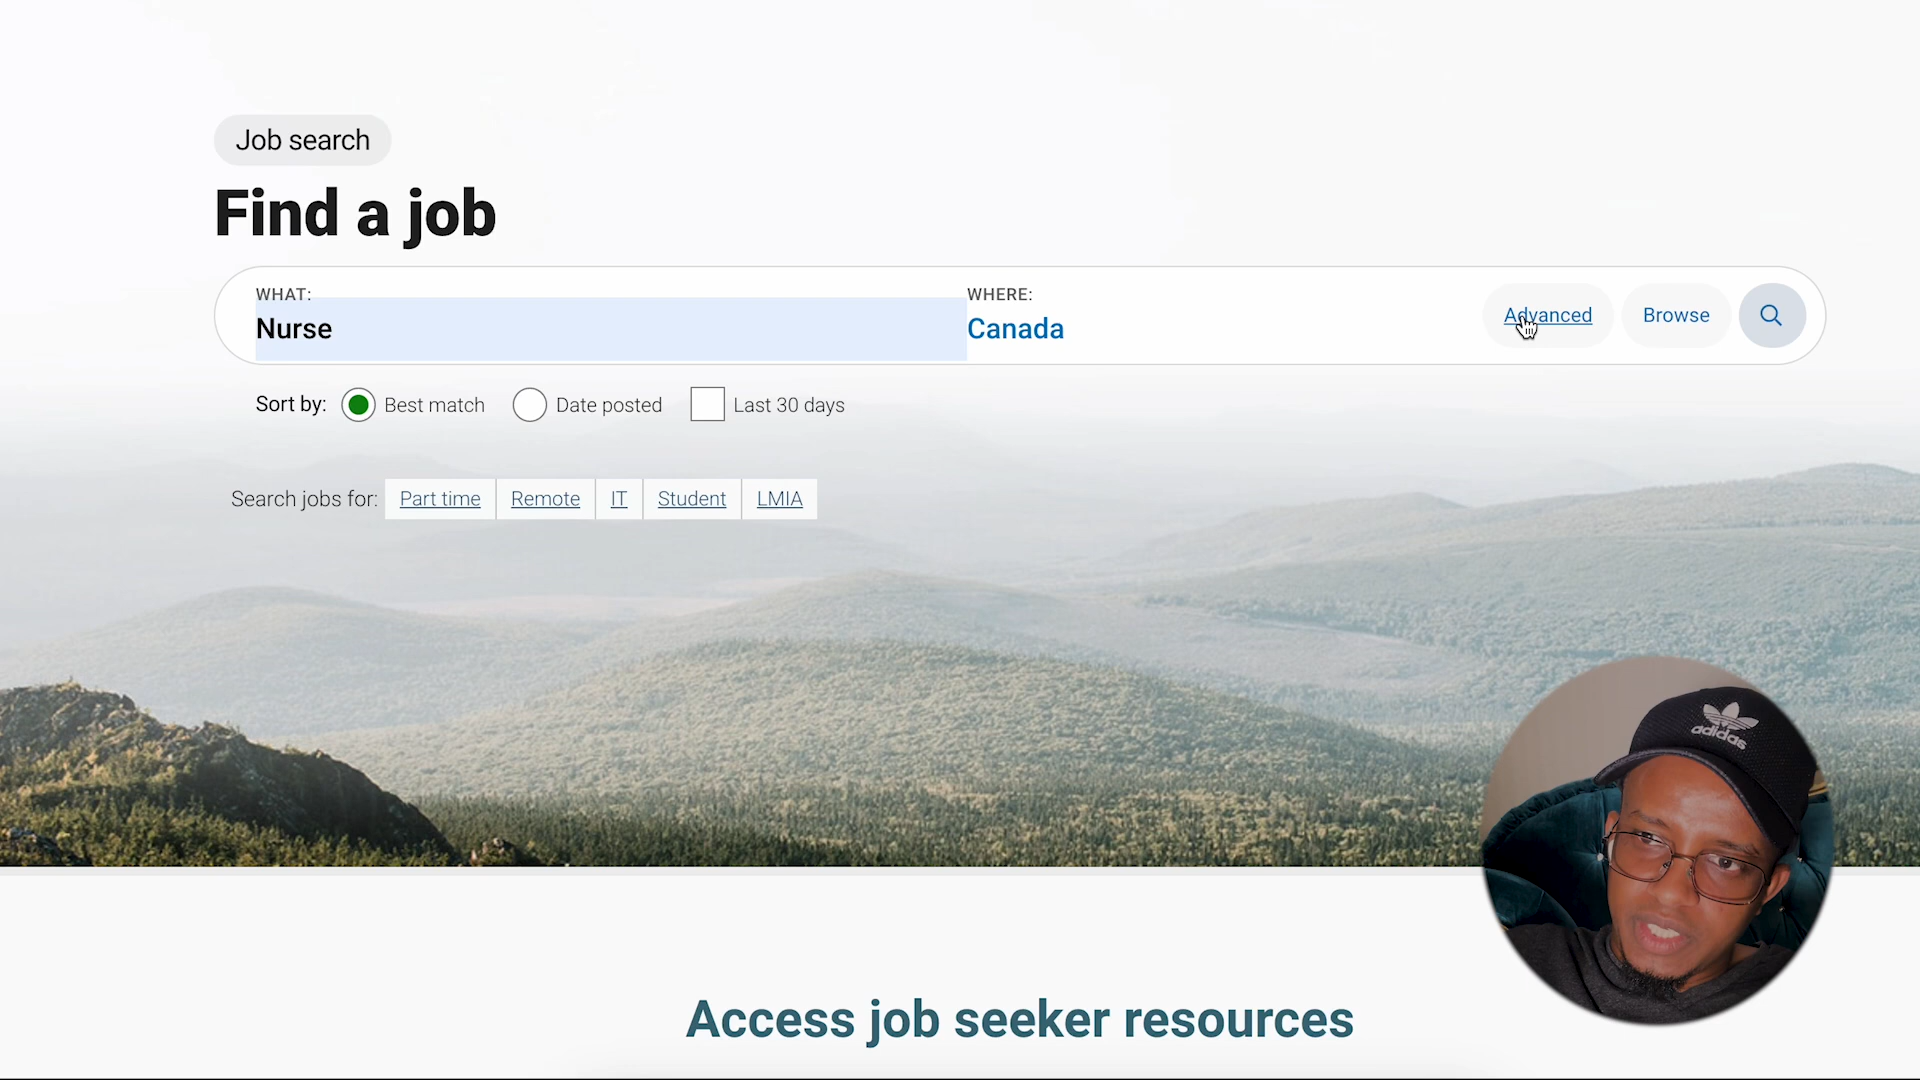 Job search
Find a job
WHAT:
Nurse
WHERE:
Canada
Advanced
Browse
Sort by:
Best match
Date posted
Last 30 days
Search jobs for:
Part time
Remote
IT
Student
LMIA
adidas
Access job seeker resources